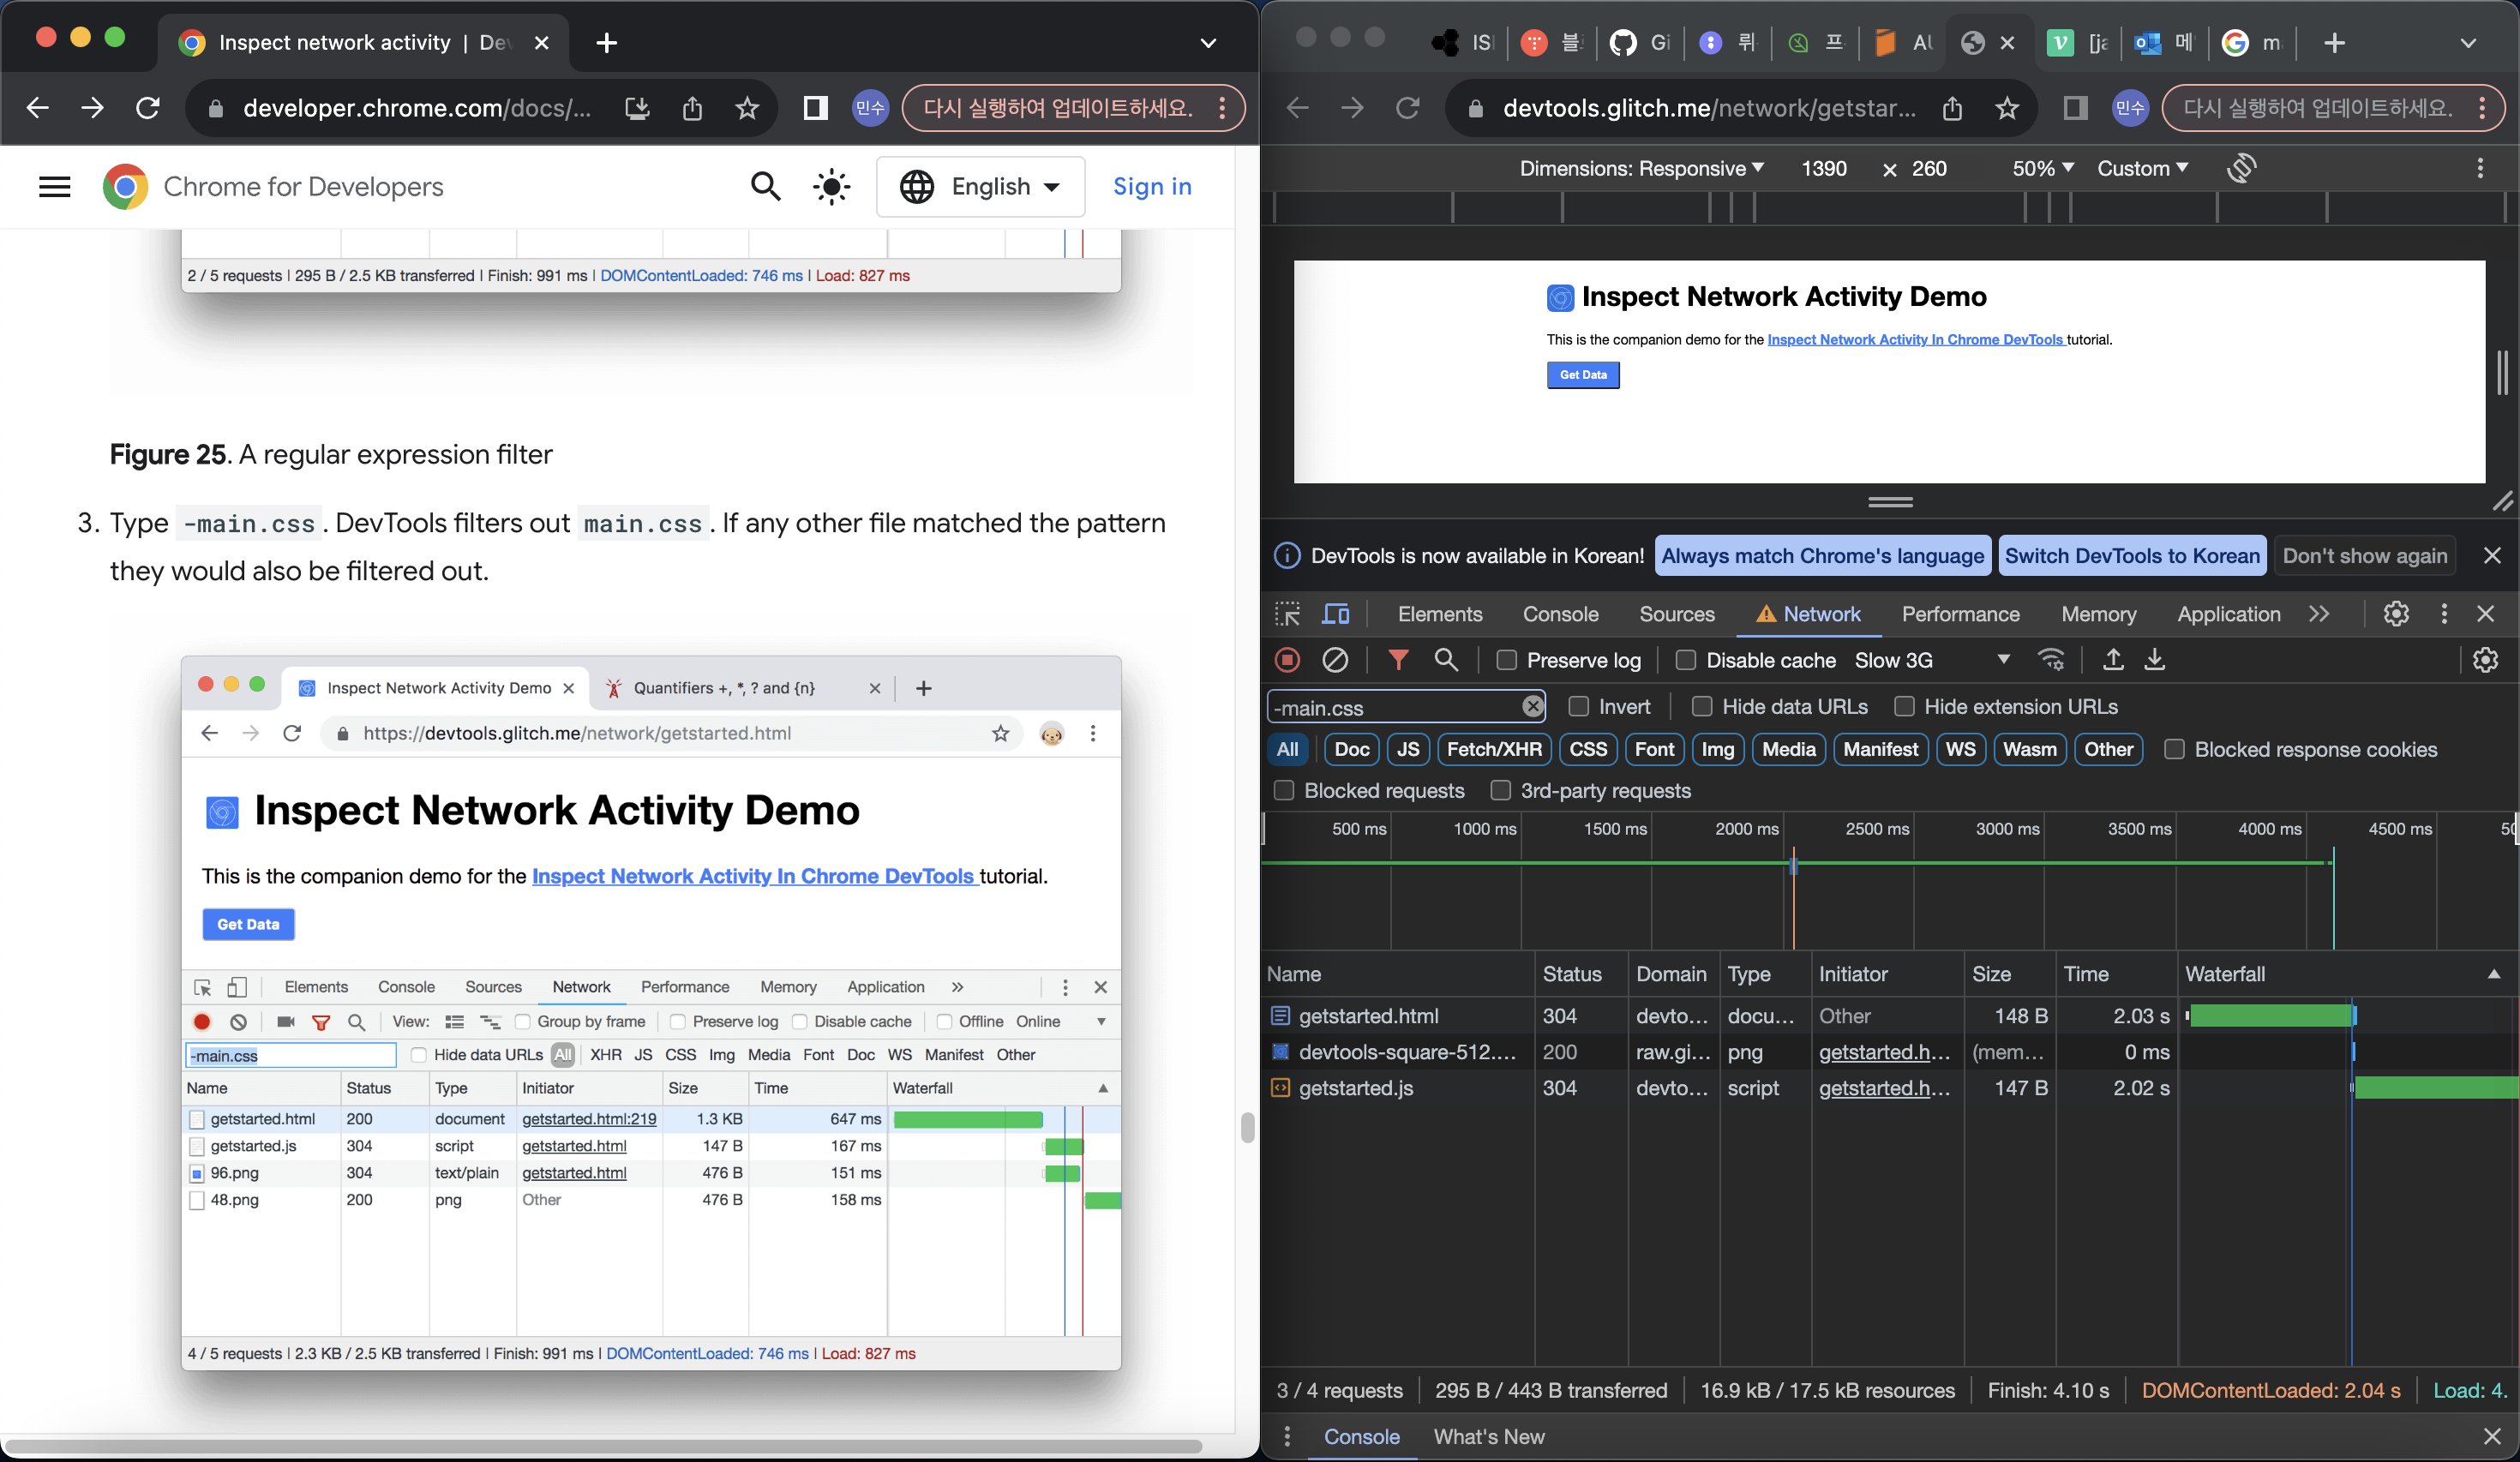 Inspect network activity | De
developer.chrome.com/docs/...
민수
다시 실행하여 업데이트하세요.
Chrome for Developers
English
Sign in
2 / 5 requests | 295 B / 2.5 KB transferred | Finish: 991 ms | DOMContentLoaded: 746 ms | Load: 827 ms
Figure 25. A regular expression filter
3. Type -main.css. DevTools filters out main.css. If any other file matched the pattern
they would also be filtered out.
Inspect Network Activity Demo
Quantifiers +, *, ? and {n}
https://devtools.glitch.me/network/getstarted.html
Inspect Network Activity Demo
This is the companion demo for the Inspect Network Activity In Chrome DevTools tutorial.
Get Data
Elements Console Sources Network Performance Memory Application »
View: Group by frame Preserve log Disable cache Offline Online
-main.css Hide data URLs All XHR JS CSS Img Media Font Doc WS Manifest Other
Name Status Type Initiator Size Time Waterfall
getstarted.html 200 document getstarted.html:219 1.3 KB 647 ms
getstarted.js 304 script getstarted.html 147 B 167 ms
96.png 304 text/plain getstarted.html 476 B 151 ms
48.png 200 png Other 476 B 158 ms
4 / 5 requests | 2.3 KB / 2.5 KB transferred | Finish: 991 ms | DOMContentLoaded: 746 ms | Load: 827 ms
IS Gi 뤼 프 AU [ja 메 m
devtools.glitch.me/network/getstar...
민수
다시 실행하여 업데이트하세요.
Dimensions: Responsive 1390 × 260 50% Custom
Inspect Network Activity Demo
This is the companion demo for the Inspect Network Activity In Chrome DevTools tutorial.
Get Data
DevTools is now available in Korean! Always match Chrome's language Switch DevTools to Korean Don't show again
Elements Console Sources Network Performance Memory Application »
Preserve log Disable cache Slow 3G
-main.css Invert Hide data URLs Hide extension URLs
All Doc JS Fetch/XHR CSS Font Img Media Manifest WS Wasm Other Blocked response cookies
Blocked requests 3rd-party requests
500 ms 1000 ms 1500 ms 2000 ms 2500 ms 3000 ms 3500 ms 4000 ms 4500 ms 50
Name Status Domain Type Initiator Size Time Waterfall
getstarted.html 304 devto... docu... Other 148 B 2.03 s
devtools-square-512.... 200 raw.gi... png getstarted.h... (mem... 0 ms
getstarted.js 304 devto... script getstarted.h... 147 B 2.02 s
3 / 4 requests 295 B / 443 B transferred 16.9 kB / 17.5 kB resources Finish: 4.10 s DOMContentLoaded: 2.04 s Load: 4.
Console What's New